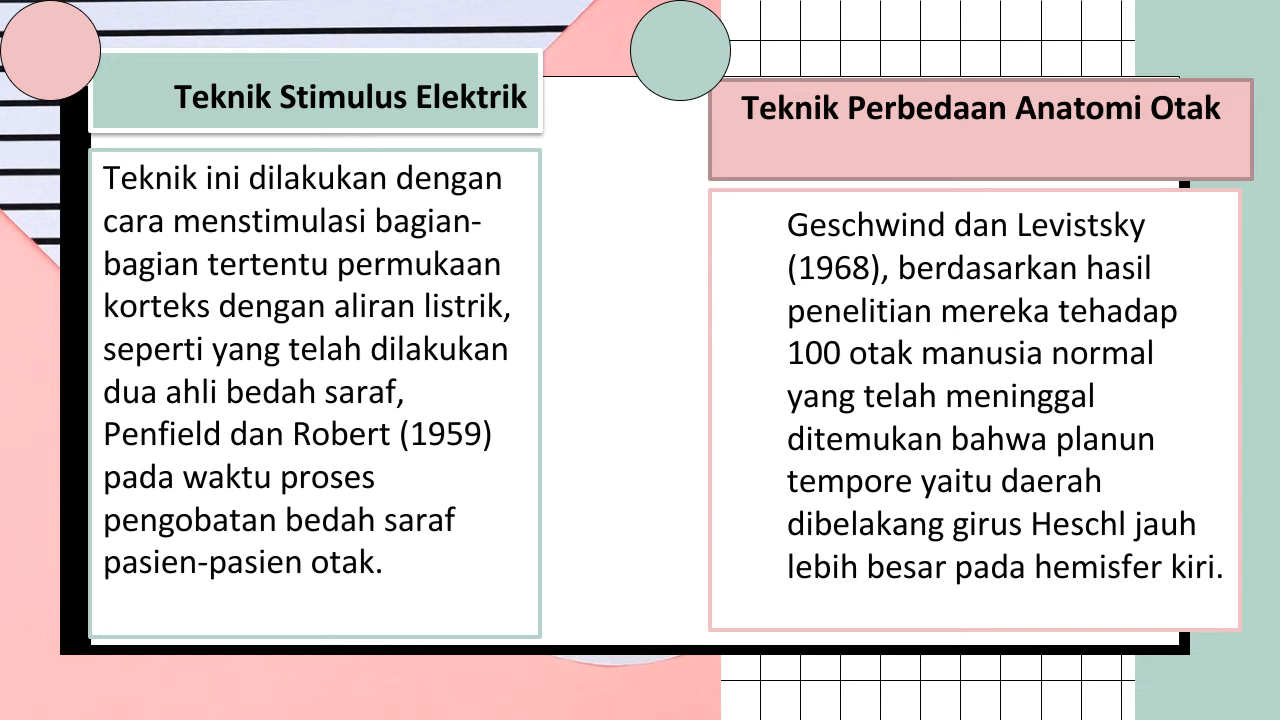 Teknik Stimulus Elektrik
Teknik ini dilakukan dengan
cara menstimulasi bagian-
bagian tertentu permukaan
korteks dengan aliran listrik,
seperti yang telah dilakukan
dua ahli bedah saraf,
Penfield dan Robert (1959)
pada waktu proses
pengobatan bedah saraf
pasien-pasien otak.
Teknik Perbedaan Anatomi Otak
Geschwind dan Levistsky
(1968), berdasarkan hasil
penelitian mereka tehadap
100 otak manusia normal
yang telah meninggal
ditemukan bahwa planun
tempore yaitu daerah
dibelakang girus Heschl jauh
lebih besar pada hemisfer kiri.